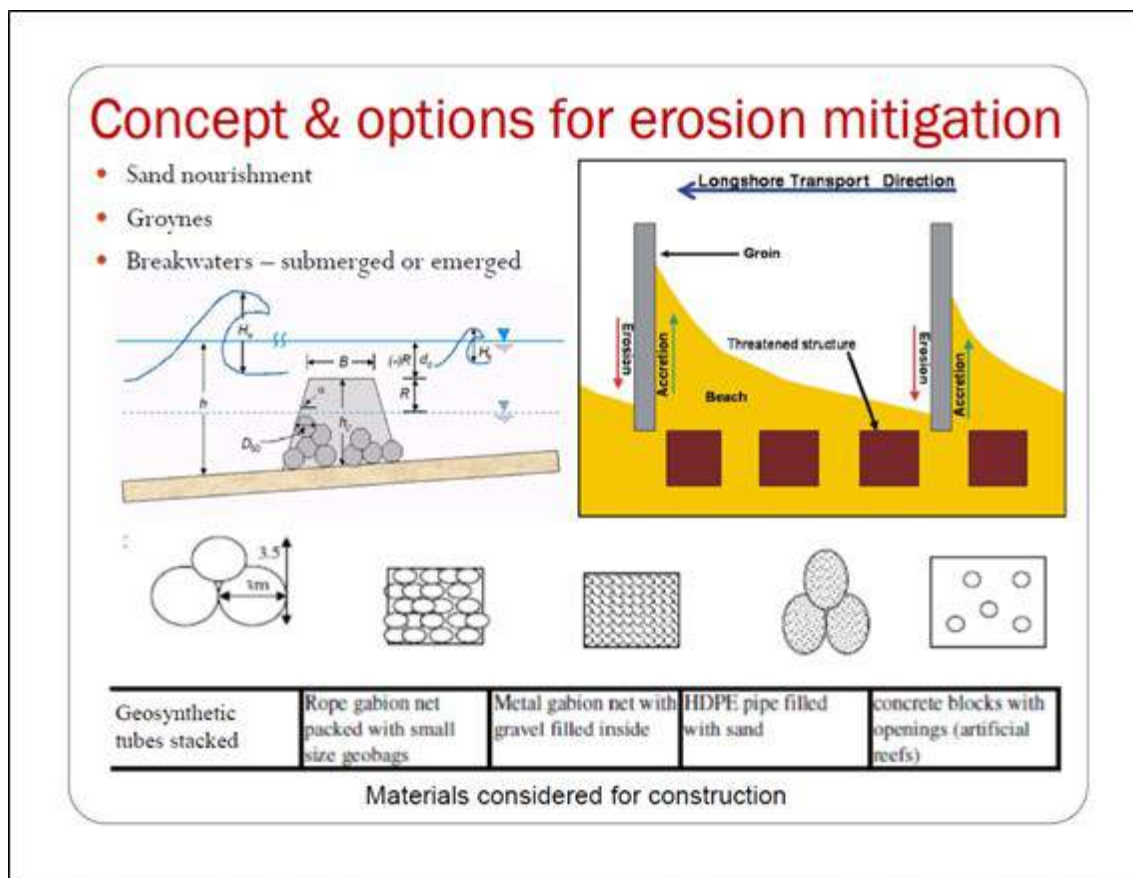 Concept & options for erosion mitigation
• Sand nourishment
• Groynes
• Breakwaters – submerged or emerged
B
(-)R
R
h
α
D50
Longshore Transport Direction
Groin
Erosion
Accretion
Threatened structure
Beach
Erosion
Accretion
3.5
3m
Geosynthetic
tubes stacked
Rope gabion net
packed with small
size geobags
Metal gabion net with
gravel filled inside
HDPE pipe filled
with sand
concrete blocks with
openings (artificial
reefs)
Materials considered for construction